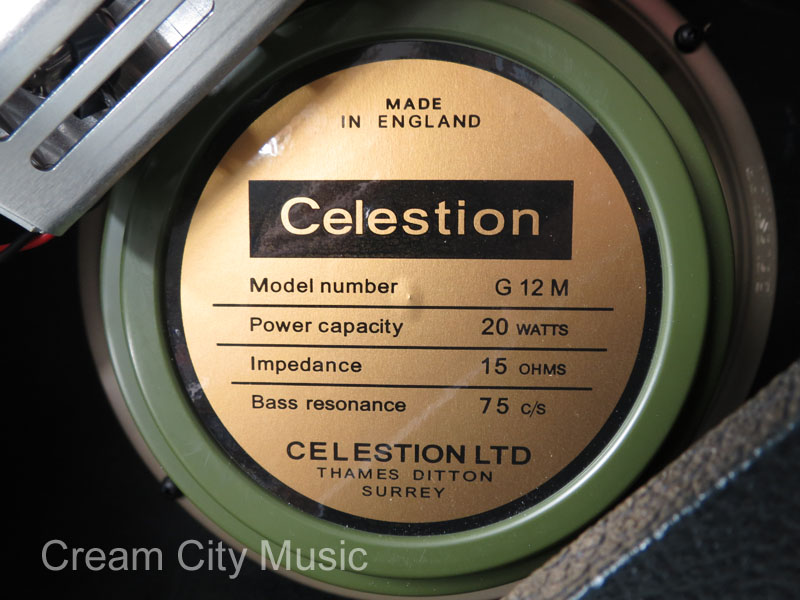 MADE
IN ENGLAND
Celestion
Model number G 12 M
Power capacity 20 WATTS
Impedance 15 OHMS
Bass resonance 75 C/S
CELESTION LTD
THAMES DITTON
SURREY
Cream City Music